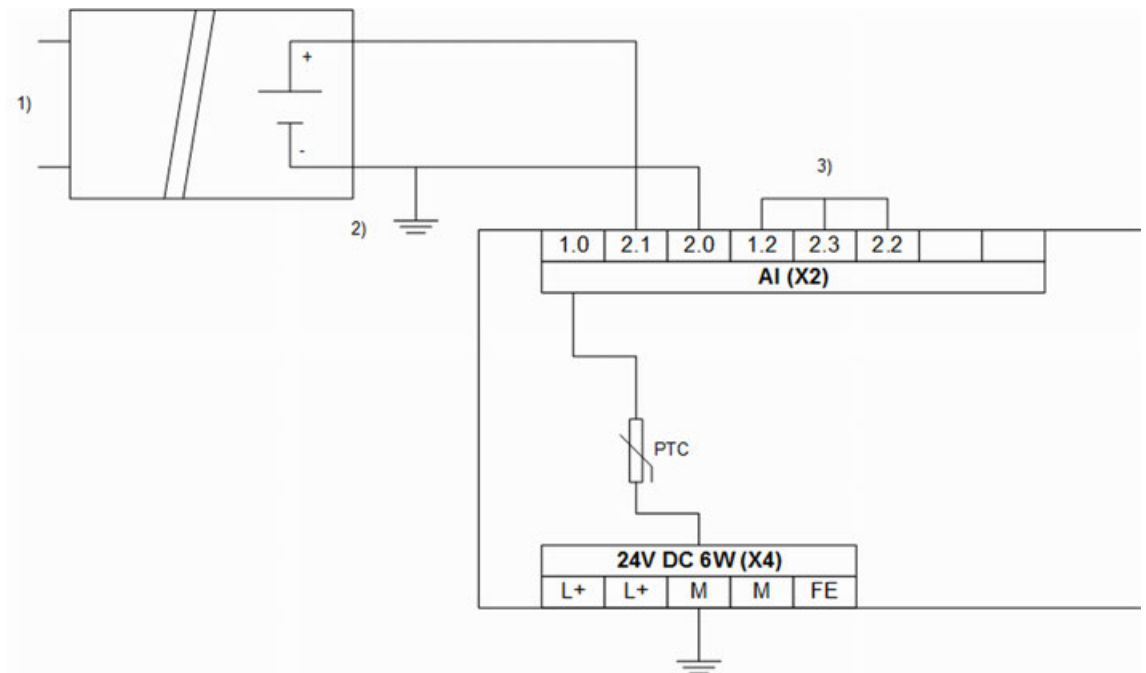 +
1)
-
3)
2)
1.0 2.1 2.0 1.2 2.3 2.2
AI (X2)
PTC
24V DC 6W (X4)
L+ L+ M M FE